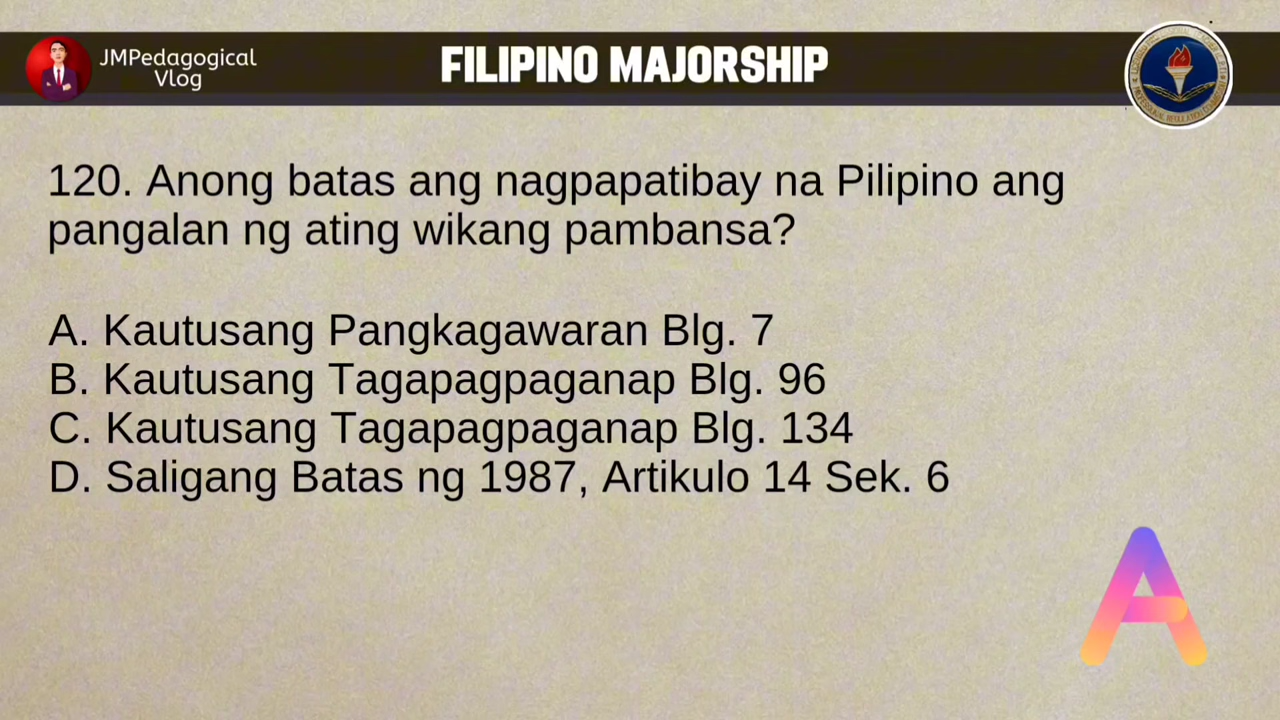 JMPedagogical
Vlog
FILIPINO MAJORSHIP
120. Anong batas ang nagpapatibay na Pilipino ang
pangalan ng ating wikang pambansa?
A. Kautusang Pangkagawaran Blg. 7
B. Kautusang Tagapagpaganap Blg. 96
C. Kautusang Tagapagpaganap Blg. 134
D. Saligang Batas ng 1987, Artikulo 14 Sek. 6
A